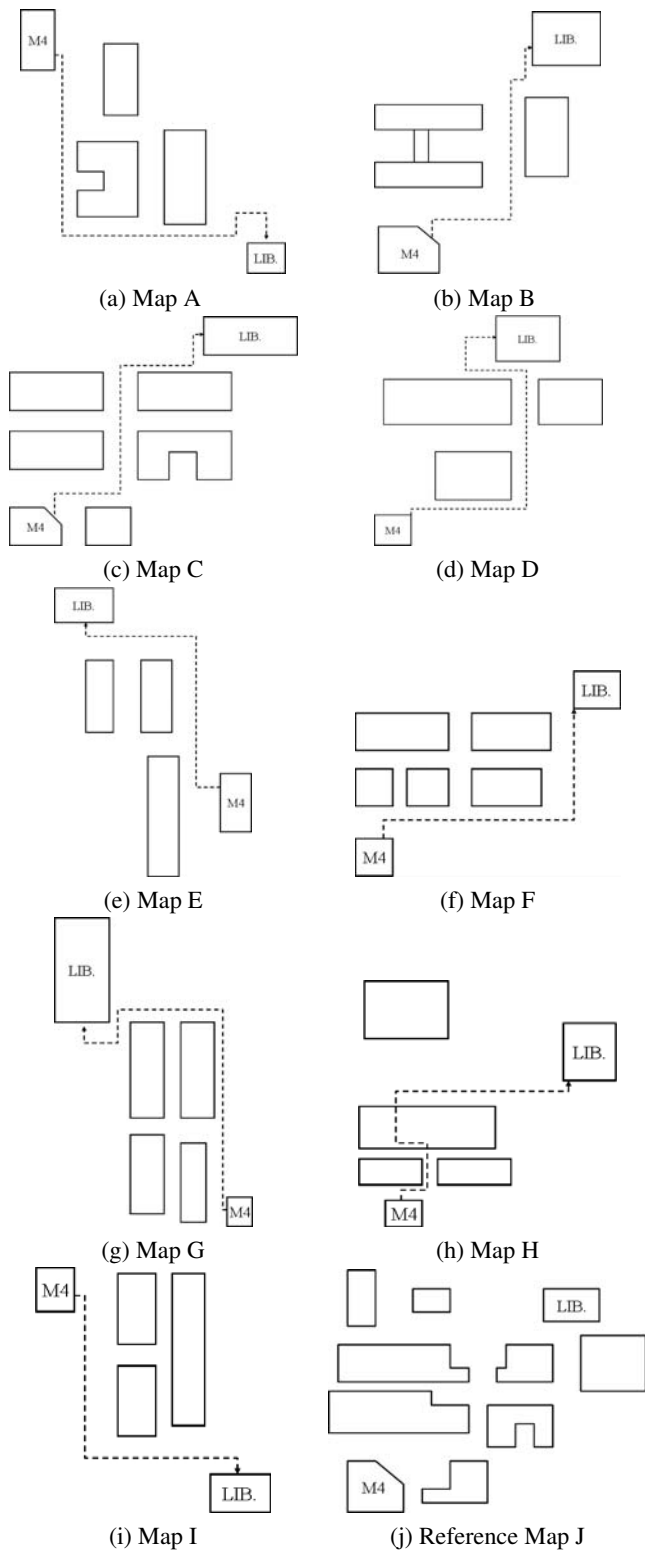 M4
LIB.
(a) Map A
LIB.
M4
(b) Map B
LIB.
M4
(c) Map C
LIB.
M4
(d) Map D
LIB.
M4
(e) Map E
LIB.
M4
(f) Map F
LIB.
M4
(g) Map G
LIB.
M4
(h) Map H
M4
LIB.
(i) Map I
LIB.
M4
(j) Reference Map J